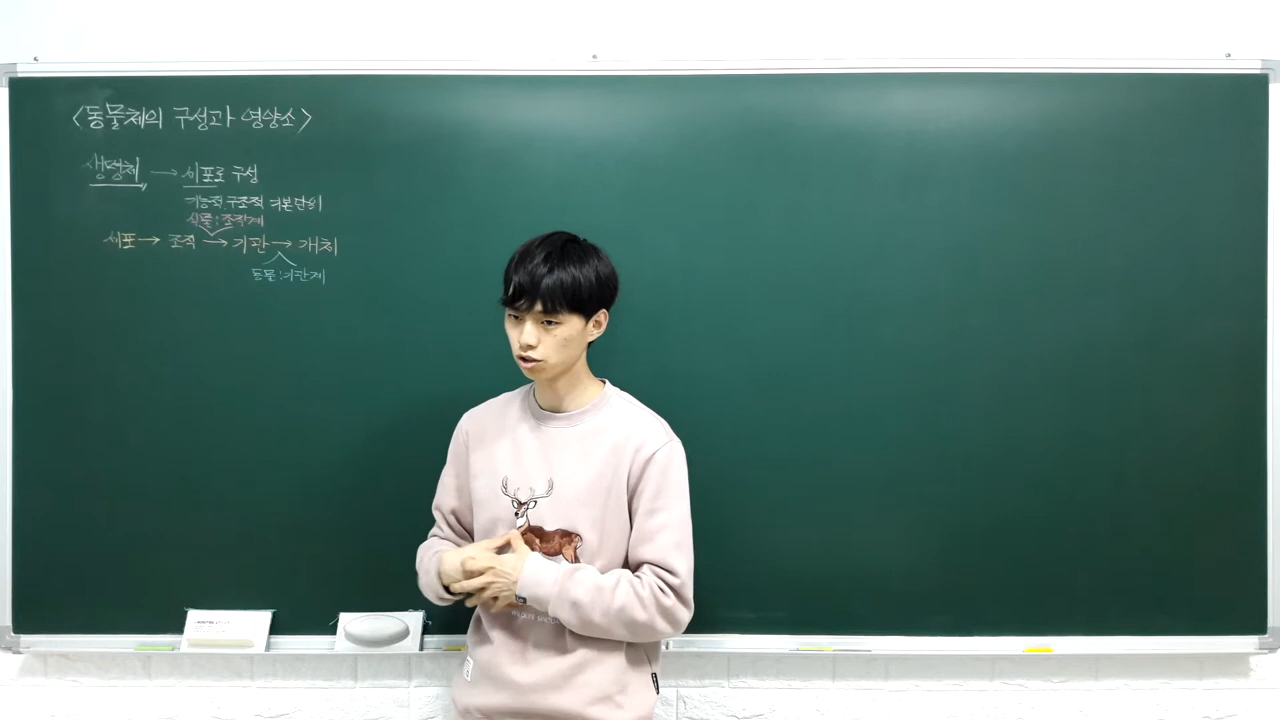 <동물체의 구성과 영양소>
생명체 → 세포로 구성
기능적, 구조적 기본단위
식물: 조직계
세포 → 조직 → 기관 → 개체
동물: 기관계